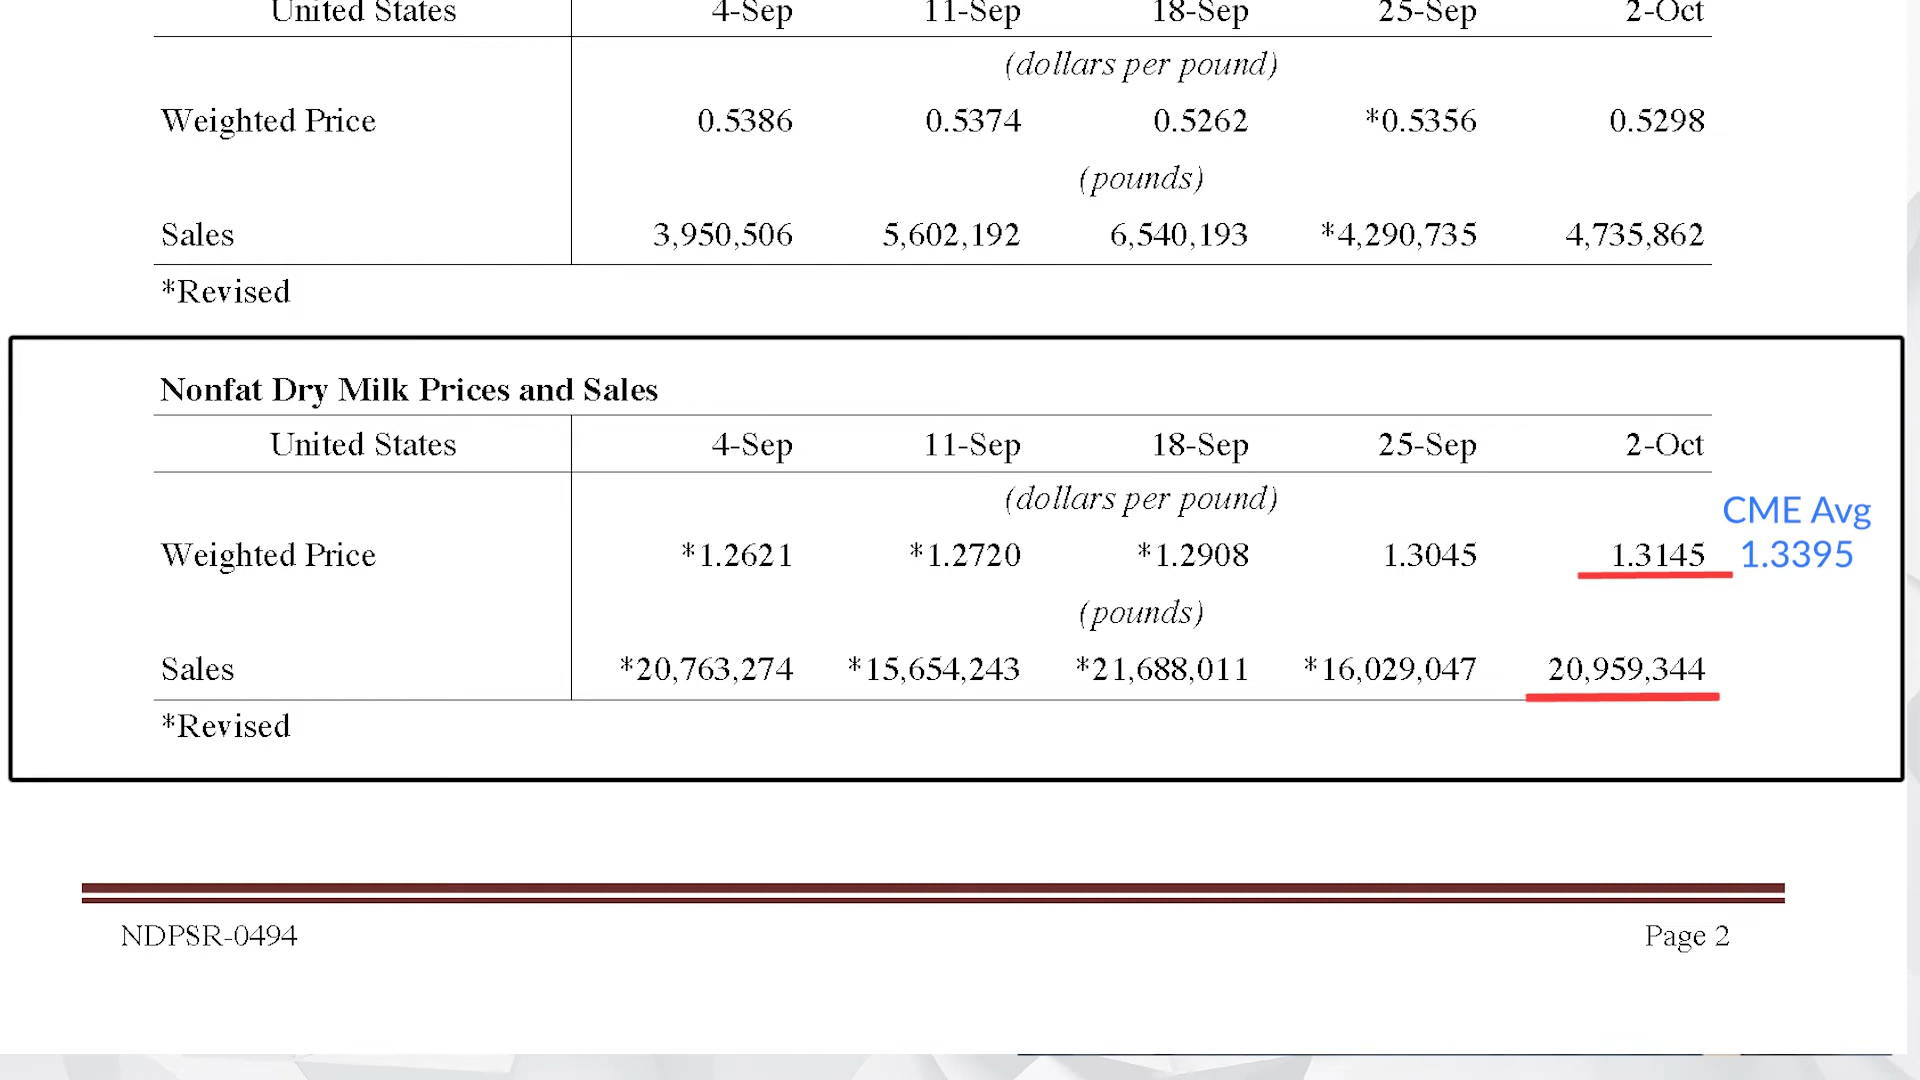 United States 4-Sep 11-Sep 18-Sep 25-Sep 2-Oct
(dollars per pound)
Weighted Price 0.5386 0.5374 0.5262 *0.5356 0.5298
(pounds)
Sales 3,950,506 5,602,192 6,540,193 *4,290,735 4,735,862
*Revised
Nonfat Dry Milk Prices and Sales
United States 4-Sep 11-Sep 18-Sep 25-Sep 2-Oct
(dollars per pound)
CME Avg
Weighted Price *1.2621 *1.2720 *1.2908 1.3045 1.3145 1.3395
(pounds)
Sales *20,763,274 *15,654,243 *21,688,011 *16,029,047 20,959,344
*Revised
NDPSR-0494 Page 2